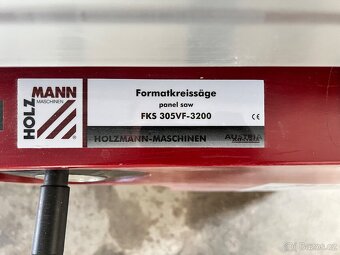 HOLZ
MANN
MASCHINEN
Formatkreissäge
panel saw
FKS 305VF-3200
CE
HOLZMANN-MASCHINEN
AUSTRIA